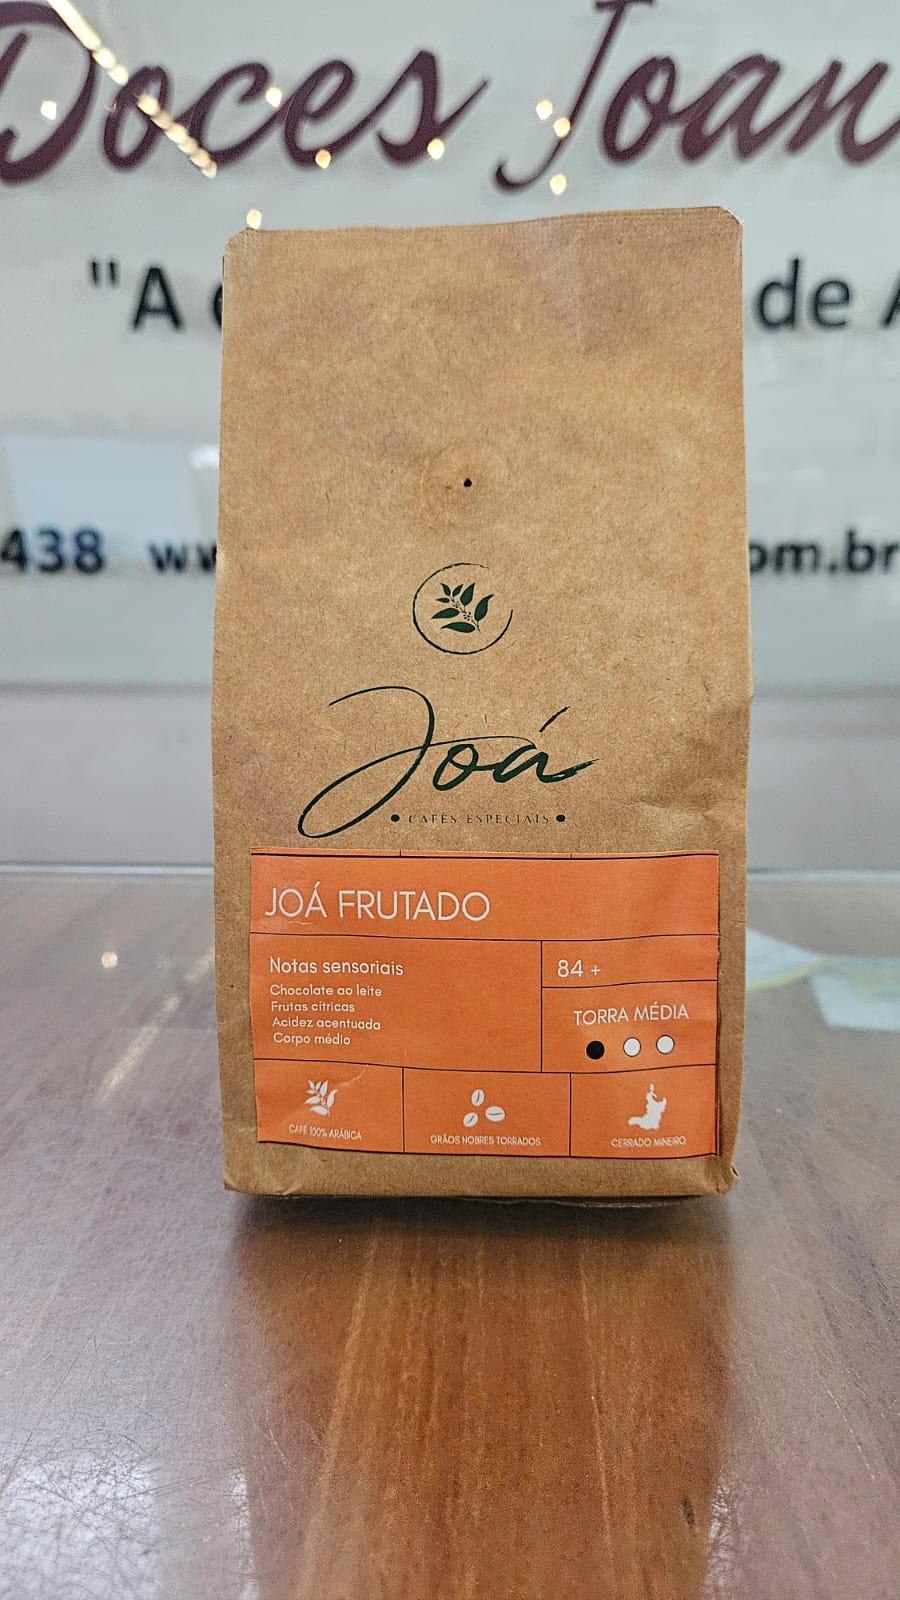 Doces Joan
"A
de A
438 ww
om.br
Joá
CAFÉS ESPECIAIS
JOÁ FRUTADO
Notas sensoriais
Chocolate ao leite
Frutas cítricas
Acidez acentuada
Corpo médio
84 +
TORRA MÉDIA
CAFÉ 100% ARÁBICA
GRÃOS NOBRES TORRADOS
CERRADO MINEIRO